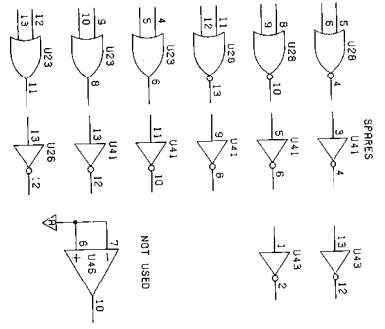 SPARES
5 U28 6 4
3 U41 4
13 U43 12
8 U28 9 10
5 U41 6
1 U43 2
11 U28 12 13
9 U41 8
4 U23 5 6
11 U41 10
NOT USED
9 U23 10 8
13 U41 12
7 − U46 6 + 10
A
12 U23 13 11
13 U26 12